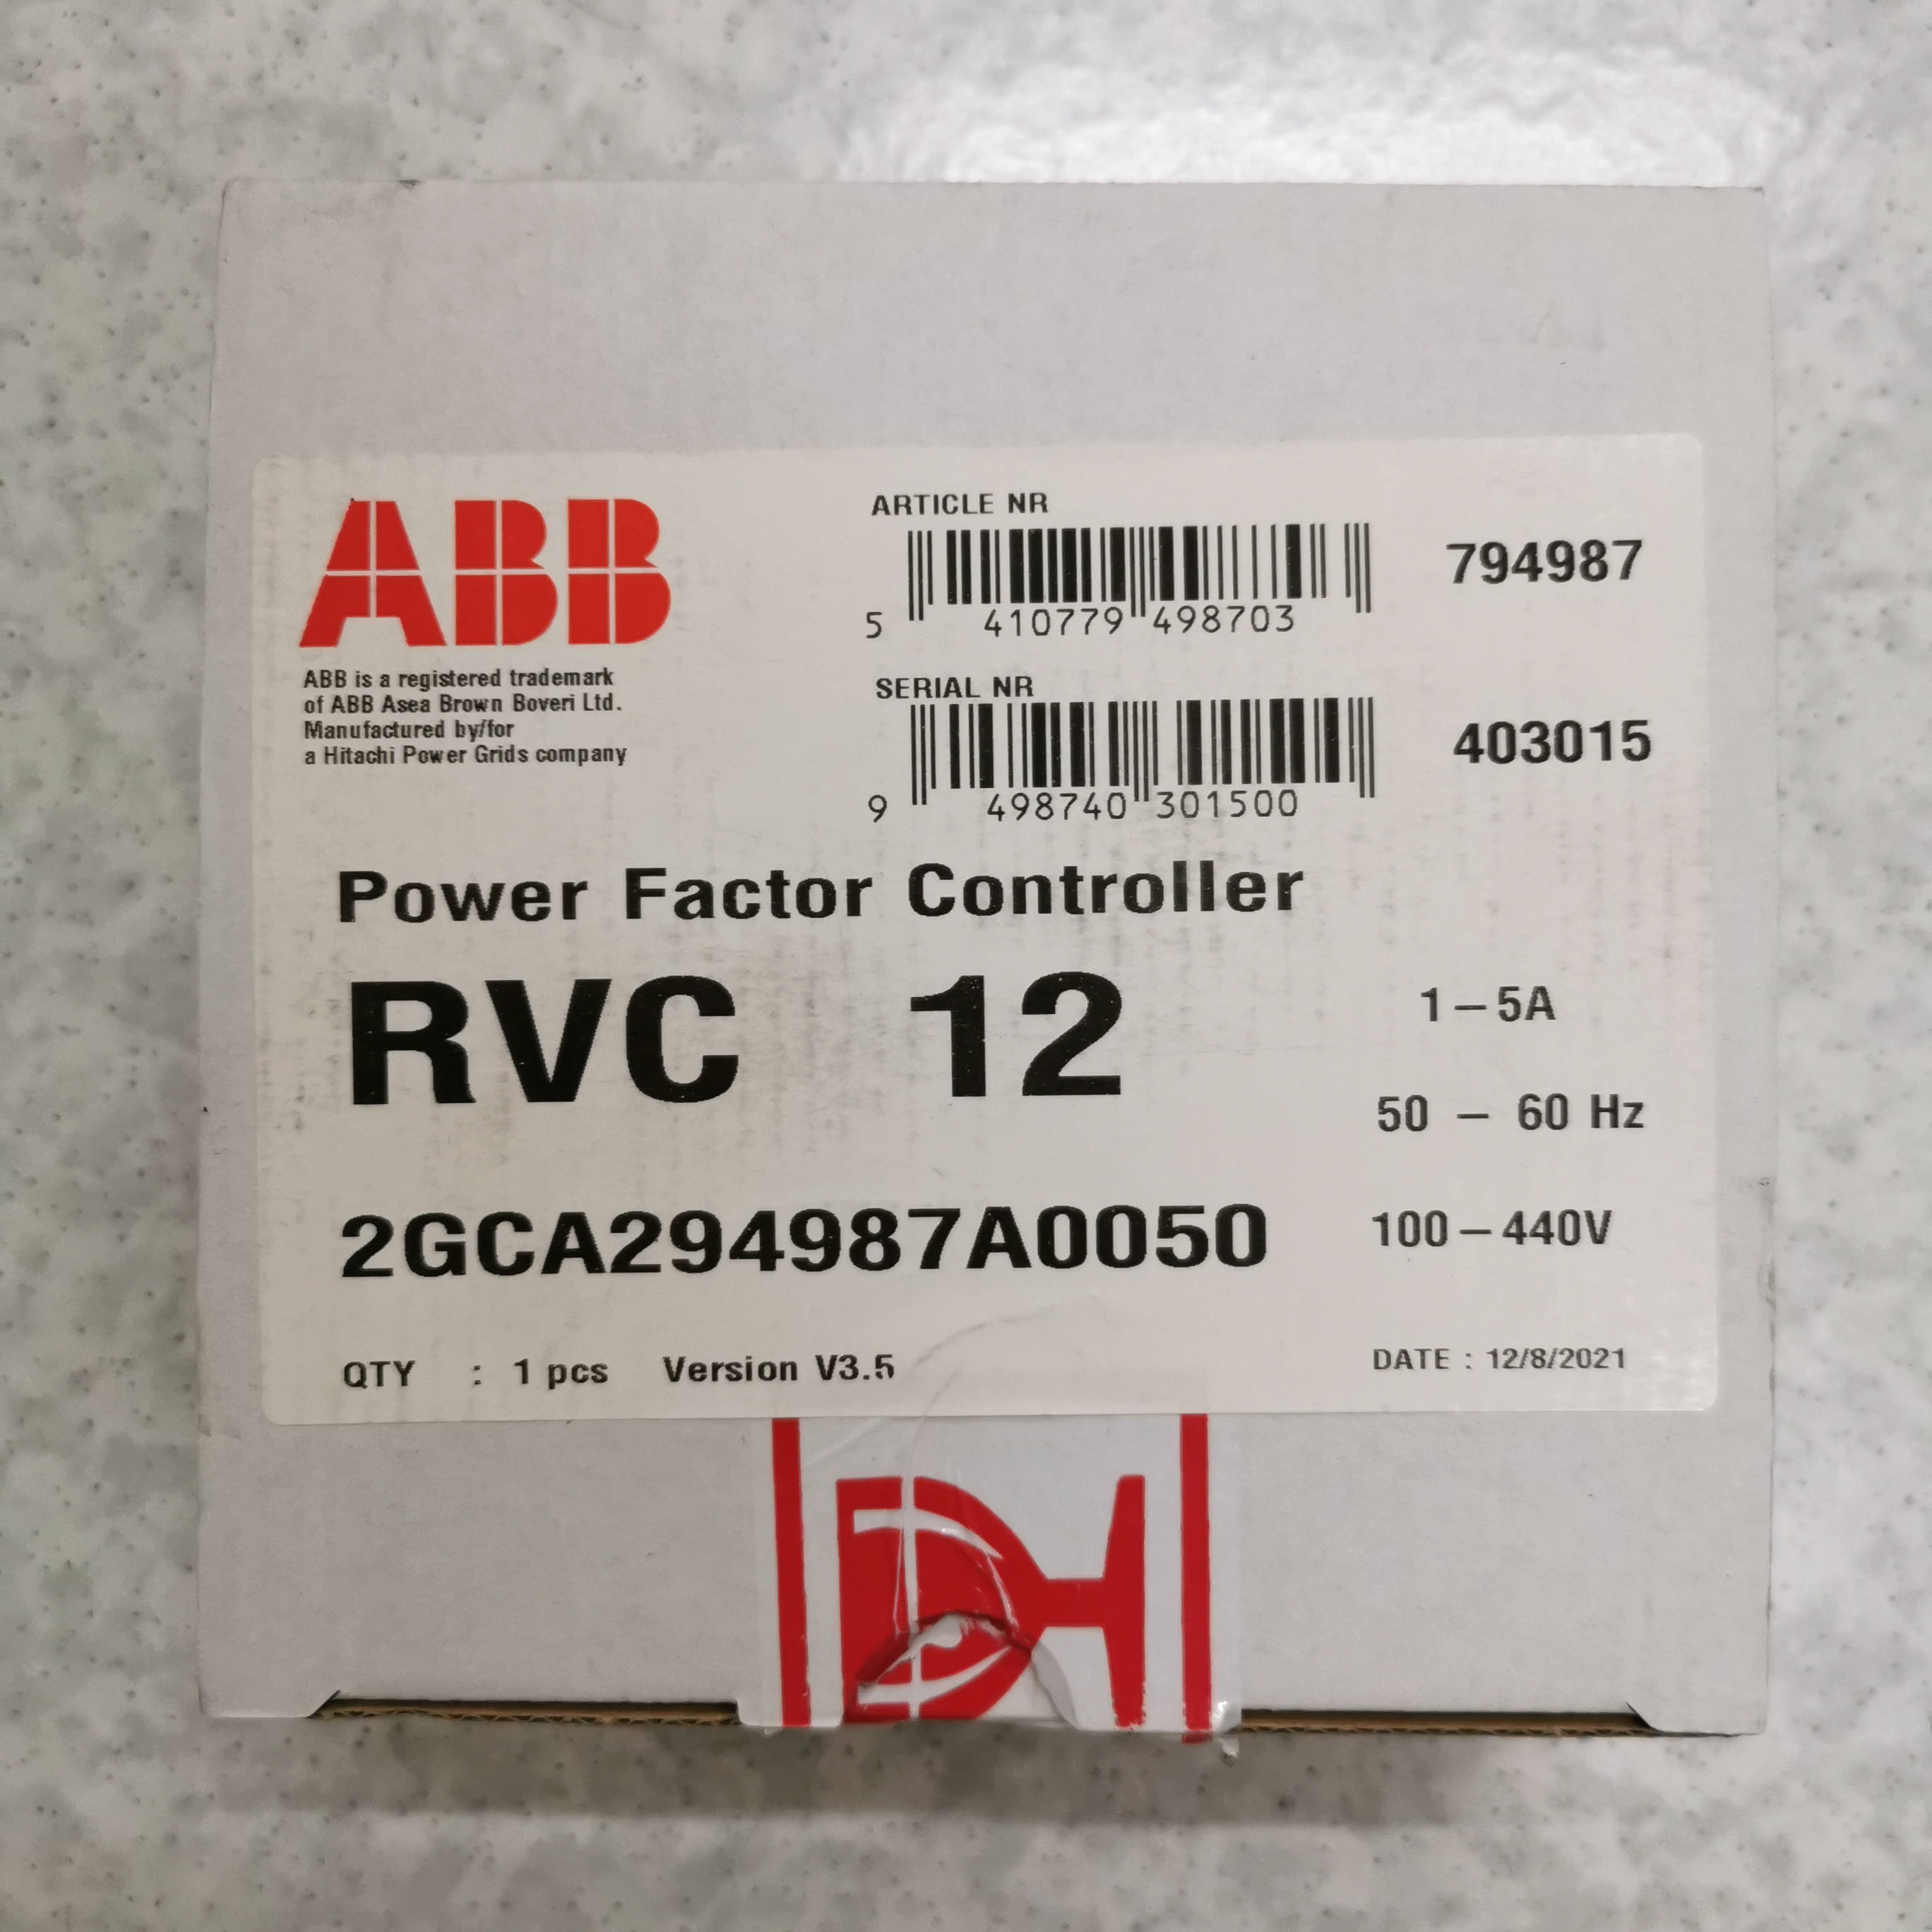 ABB
ABB is a registered trademark
of ABB Asea Brown Boveri Ltd.
Manufactured by/for
a Hitachi Power Grids company
ARTICLE NR
5 410779 498703
794987
SERIAL NR
9 498740 301500
403015
Power Factor Controller
RVC 12
1 – 5A
50 – 60 Hz
2GCA294987A0050
100 – 440V
QTY : 1 pcs Version V3.5
DATE : 12/8/2021